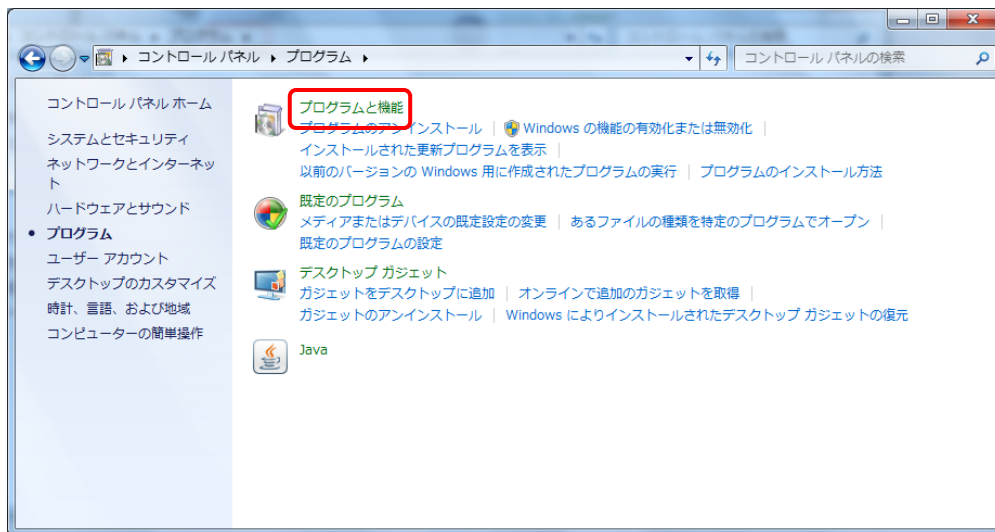 コントロール パネル ▸ プログラム ▸
コントロール パネルの検索
コントロール パネル ホーム
システムとセキュリティ
ネットワークとインターネッ
ト
ハードウェアとサウンド
• プログラム
ユーザー アカウント
デスクトップのカスタマイズ
時計、言語、および地域
コンピューターの簡単操作
プログラムと機能
プログラムのアンインストール | Windows の機能の有効化または無効化 |
インストールされた更新プログラムを表示 |
以前のバージョンの Windows 用に作成されたプログラムの実行 | プログラムのインストール方法
既定のプログラム
メディアまたはデバイスの既定設定の変更 | あるファイルの種類を特定のプログラムでオープン |
既定のプログラムの設定
デスクトップ ガジェット
ガジェットをデスクトップに追加 | オンラインで追加のガジェットを取得 |
ガジェットのアンインストール | Windows によりインストールされたデスクトップ ガジェットの復元
Java